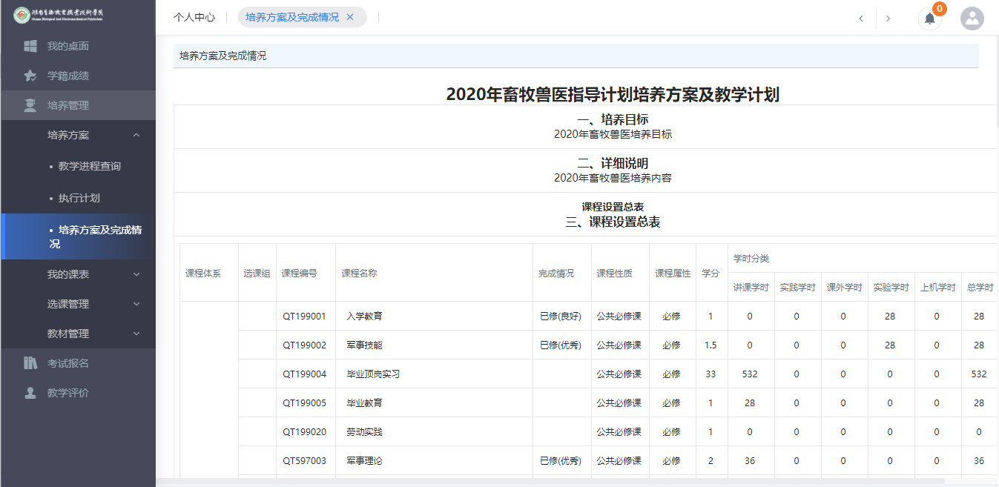 湖南生物机电职业技术学院
Hunan Biological And Electromechanical Polytechnic
我的桌面
学籍成绩
培养管理
培养方案
• 教学进程查询
• 执行计划
• 培养方案及完成情
况
我的课表
选课管理
教材管理
考试报名
教学评价
个人中心
培养方案及完成情况
0
培养方案及完成情况
2020年畜牧兽医指导计划培养方案及教学计划
一、培养目标
2020年畜牧兽医培养目标
二、详细说明
2020年畜牧兽医培养内容
课程设置总表
三、课程设置总表
课程体系 选课组 课程编号 课程名称 完成情况 课程性质 课程属性 学分 学时分类
讲课学时 实践学时 课外学时 实验学时 上机学时 总学时
QT199001 入学教育 已修(良好) 公共必修课 必修 1 0 0 0 28 0 28
QT199002 军事技能 已修(优秀) 公共必修课 必修 1.5 0 0 0 28 0 28
QT199004 毕业顶岗实习 公共必修课 必修 33 532 0 0 0 0 532
QT199005 毕业教育 公共必修课 必修 1 28 0 0 0 0 28
QT199020 劳动实践 公共必修课 必修 1 0 0 0 0 0 0
QT597003 军事理论 已修(优秀) 公共必修课 必修 2 36 0 0 0 0 36